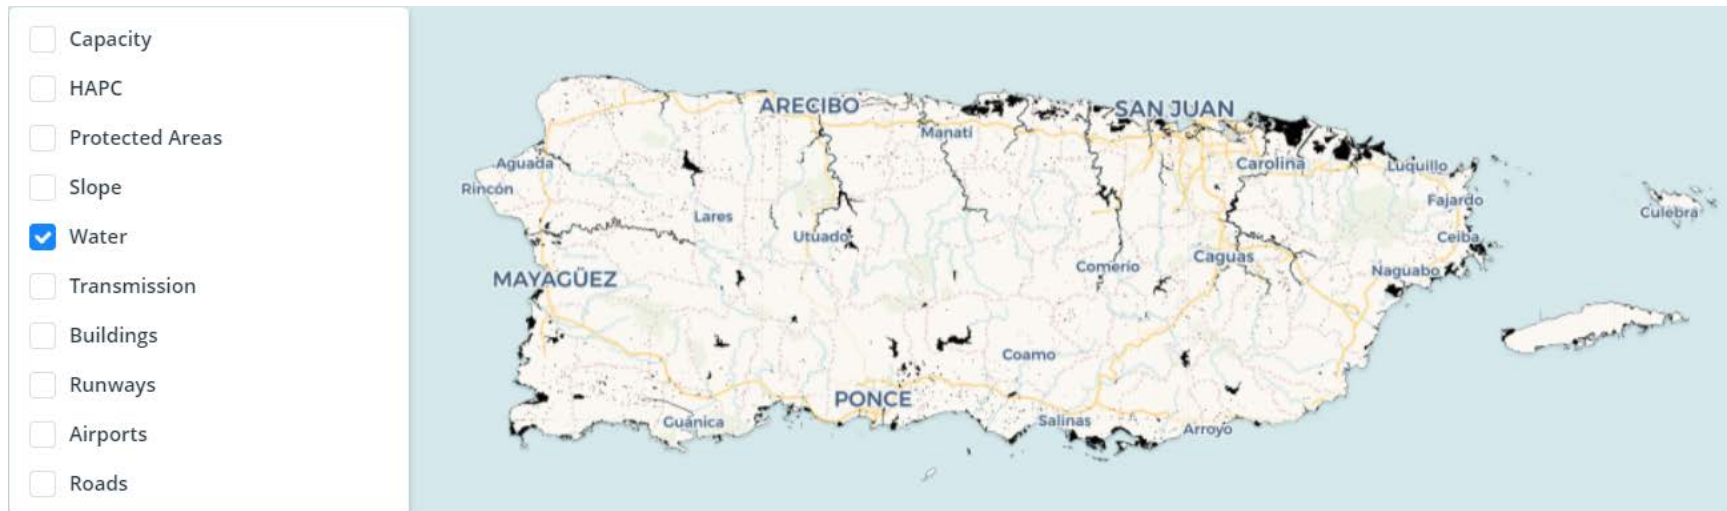 Capacity
HAPC
Protected Areas
Slope
Water
Transmission
Buildings
Runways
Airports
Roads
ARECIBO
SAN JUAN
Manatí
Aguada
Carolina
Luquillo
Rincón
Fajardo
Lares
Culebra
Utuado
Ceiba
Caguas
Comerío
Naguabo
MAYAGÜEZ
Coamo
PONCE
Guánica
Salinas
Arroyo